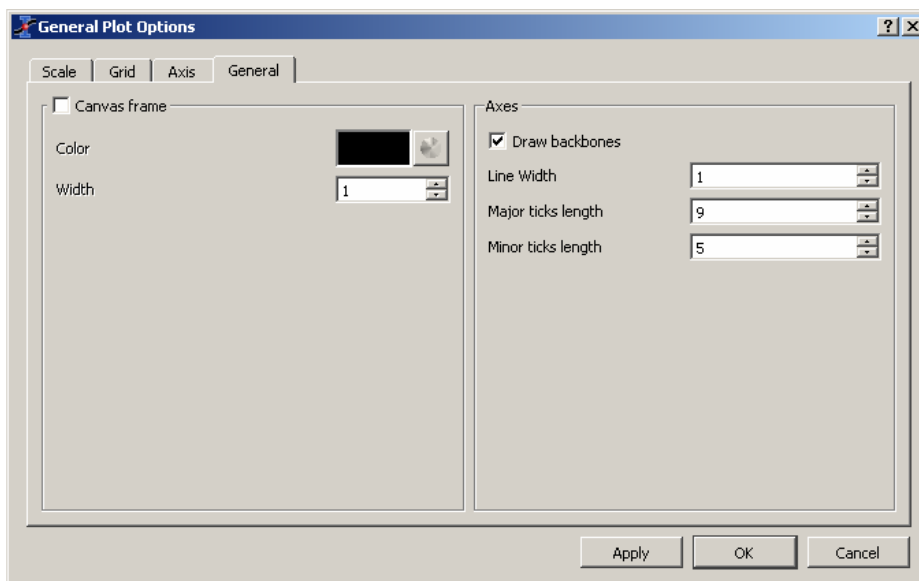 General Plot Options
Scale Grid Axis General
Canvas frame
Color
Width 1
Axes
Draw backbones
Line Width 1
Major ticks length 9
Minor ticks length 5
Apply OK Cancel